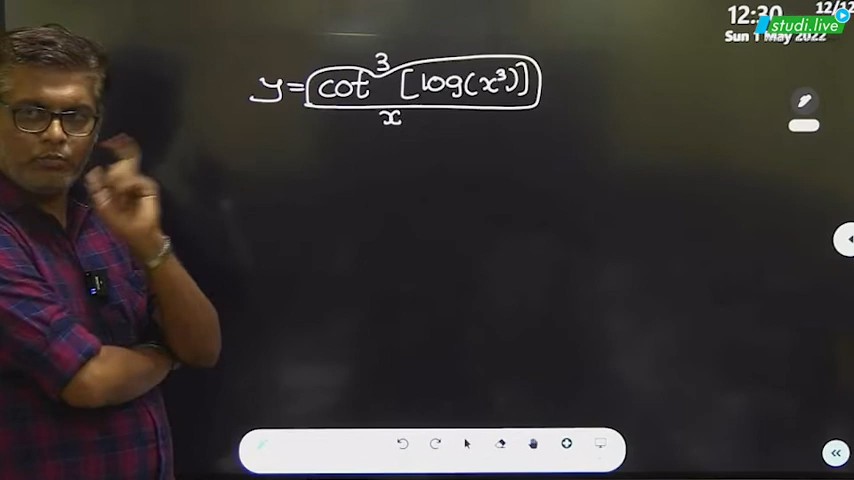 12:30
12/12
studi.live
Sun 1 May 2022
y = cot³ [log(x³)]
x